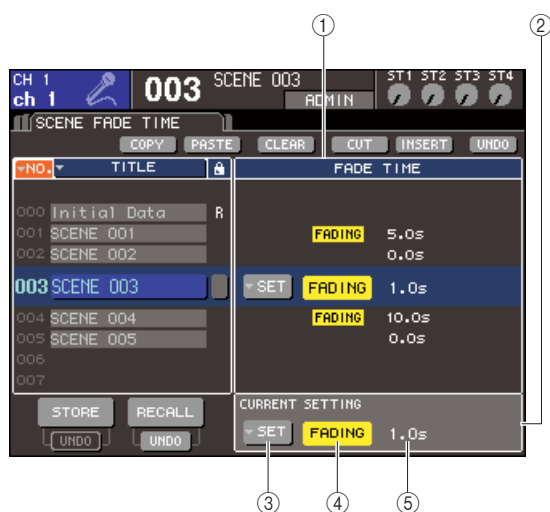 ① ②
CH 1 003 SCENE 003 ST1 ST2 ST3 ST4
ch 1 ADMIN
SCENE FADE TIME
COPY PASTE CLEAR CUT INSERT UNDO
NO. TITLE FADE TIME
000 Initial Data R
001 SCENE 001 FADING 5.0s
002 SCENE 002 0.0s
003 SCENE 003 SET FADING 1.0s
004 SCENE 004 FADING 10.0s
005 SCENE 005 0.0s
006
007
STORE RECALL CURRENT SETTING
UNDO UNDO SET FADING 1.0s
③ ④ ⑤